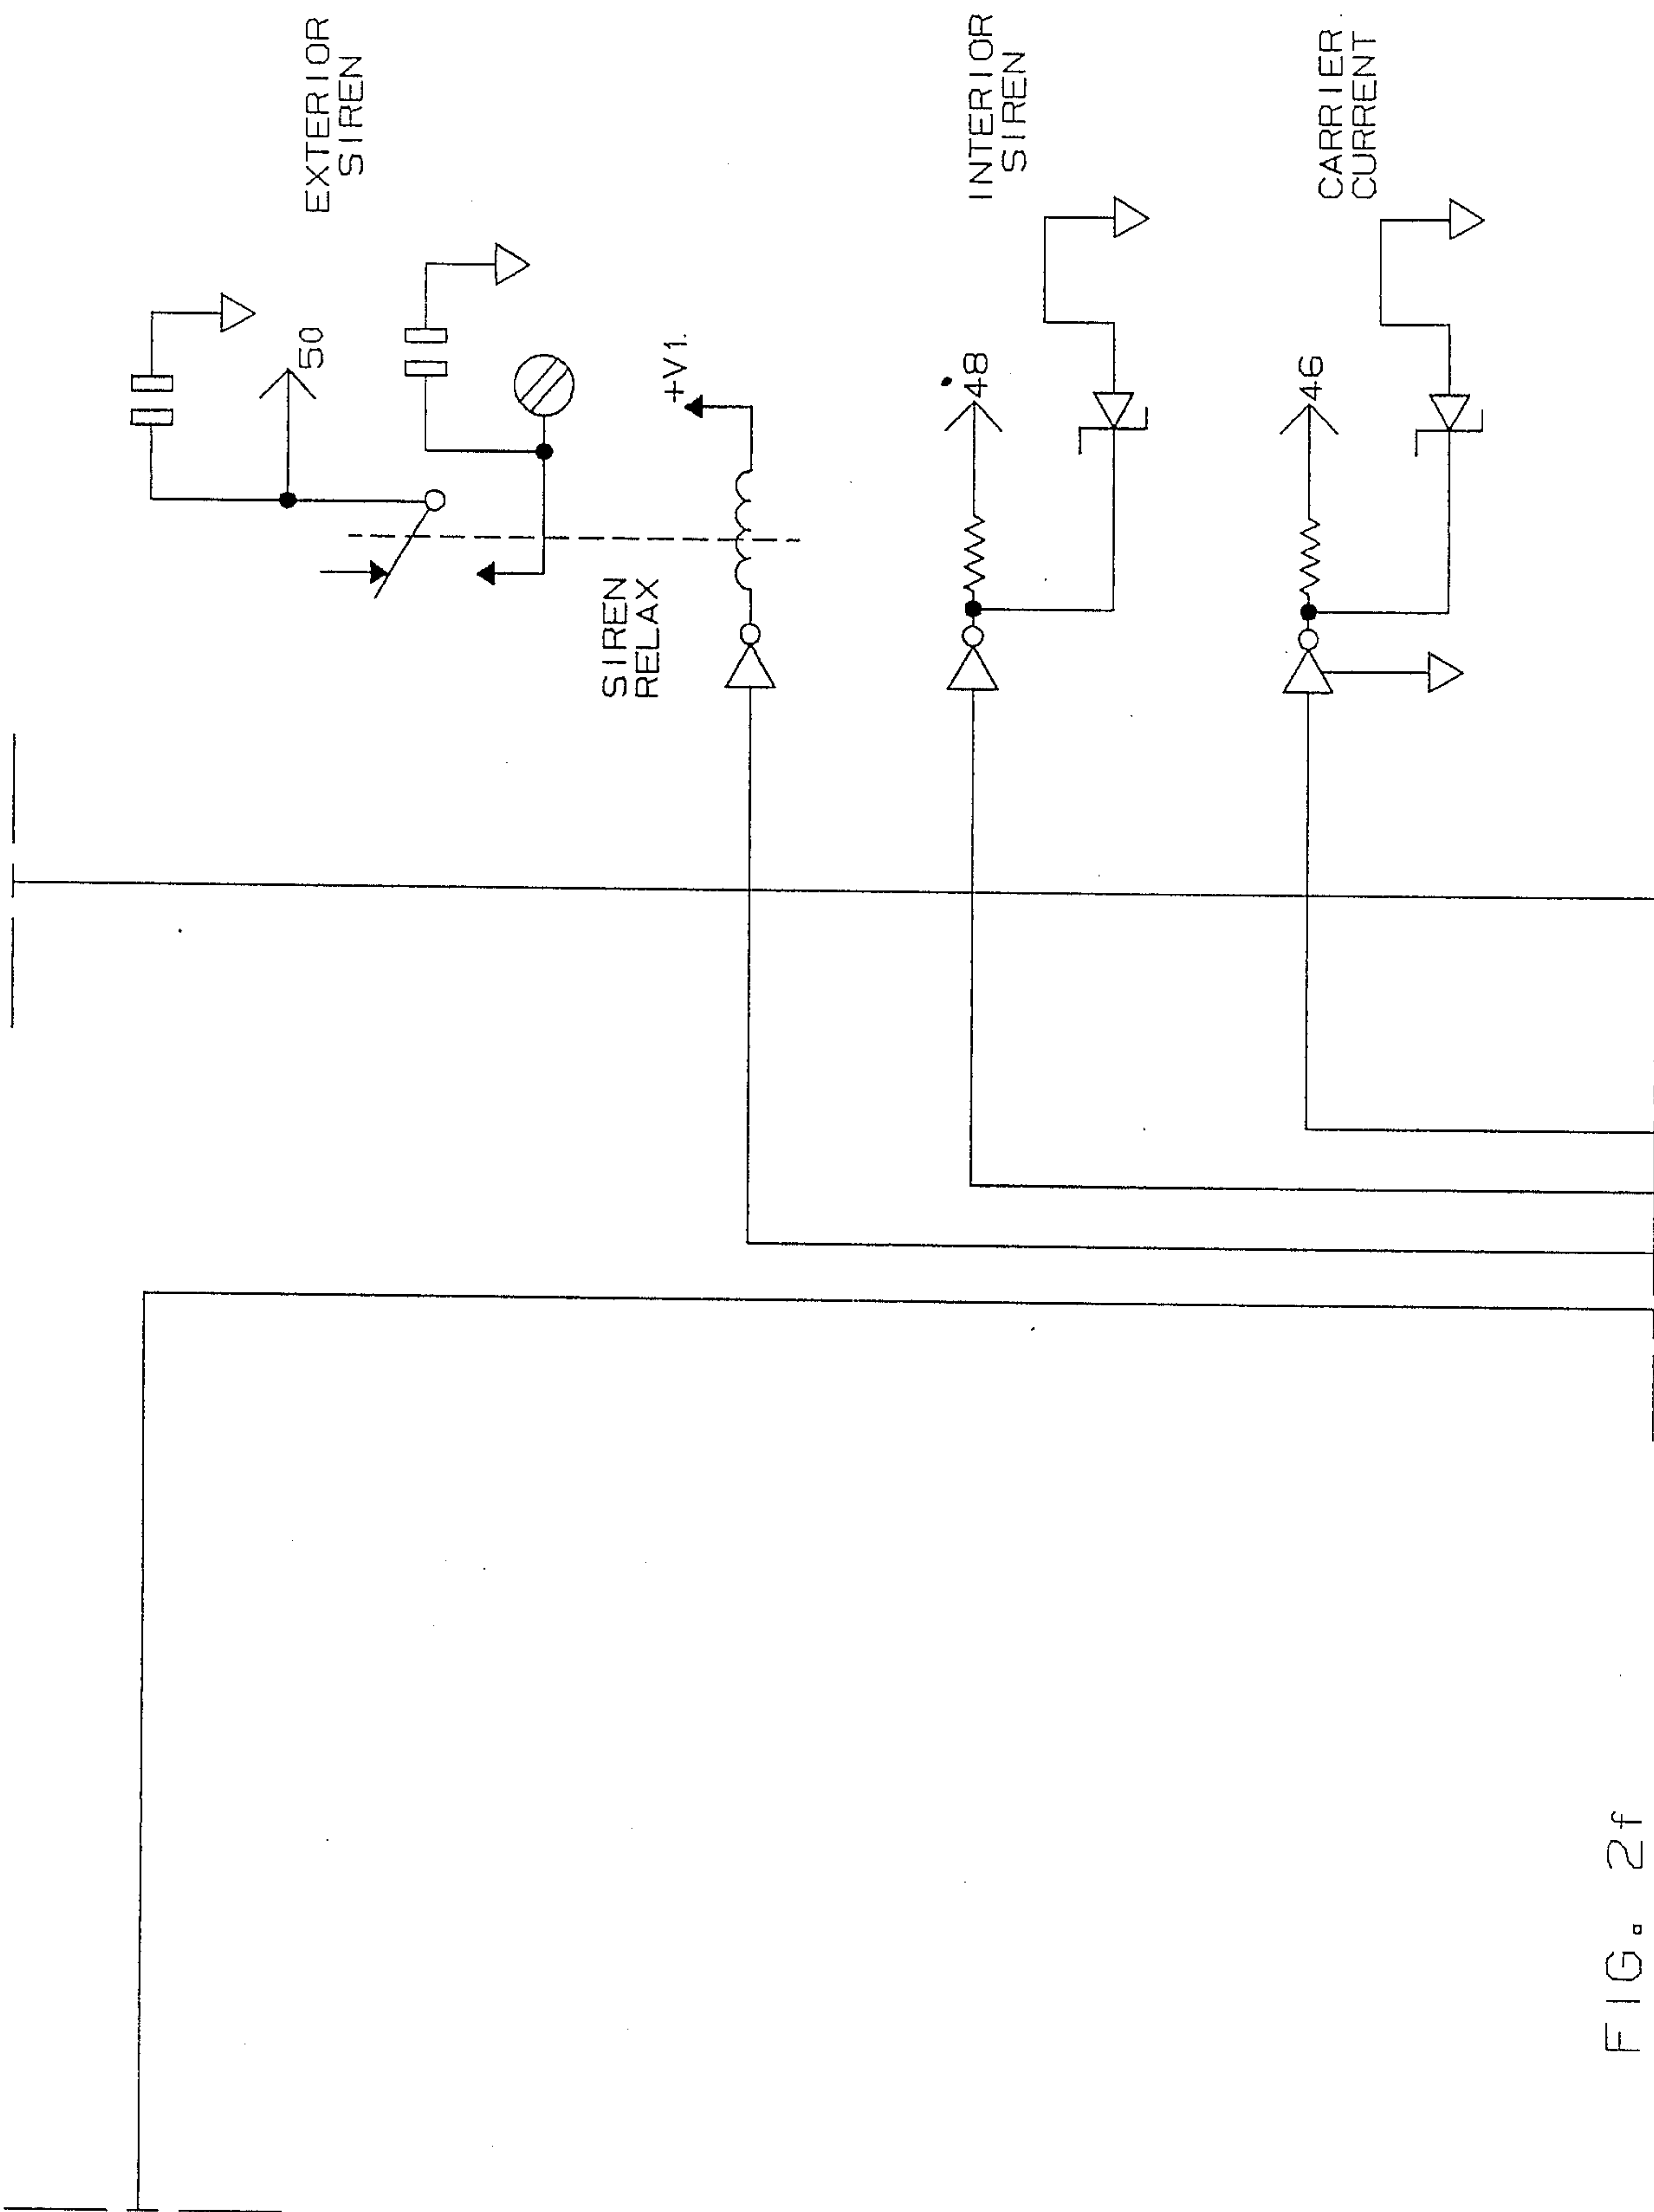 EXTERIOR
SIREN
50
+V1.
SIREN
RELAX
48
INTERIOR
SIREN
46
CARRIER
CURRENT
FIG. 2f